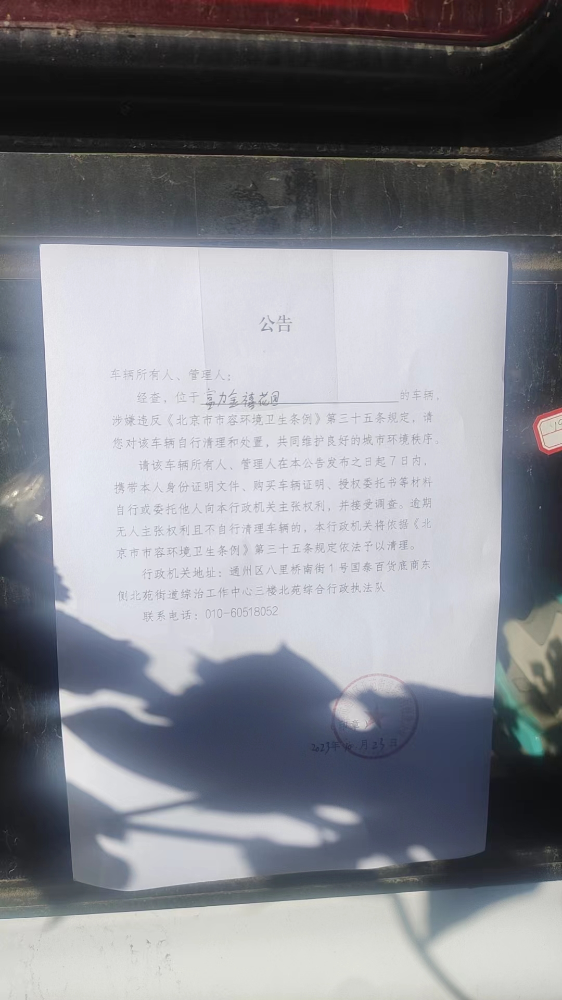 公告
车辆所有人、管理人：
经查，位于富力金禧花园的车辆，
涉嫌违反《北京市市容环境卫生条例》第三十五条规定，请
您对该车辆自行清理和处置，共同维护良好的城市环境秩序。
请该车辆所有人、管理人在本公告发布之日起7日内，
携带本人身份证明文件、购买车辆证明、授权委托书等材料
自行或委托他人向本行政机关主张权利，并接受调查。逾期
无人主张权利且不自行清理车辆的，本行政机关将依据《北
京市市容环境卫生条例》第三十五条规定依法予以清理。
行政机关地址：通州区八里桥南街1号国泰百货底商东
侧北苑街道综治工作中心三楼北苑综合行政执法队
联系电话：010-60518052
（印章）
2023年10月23日